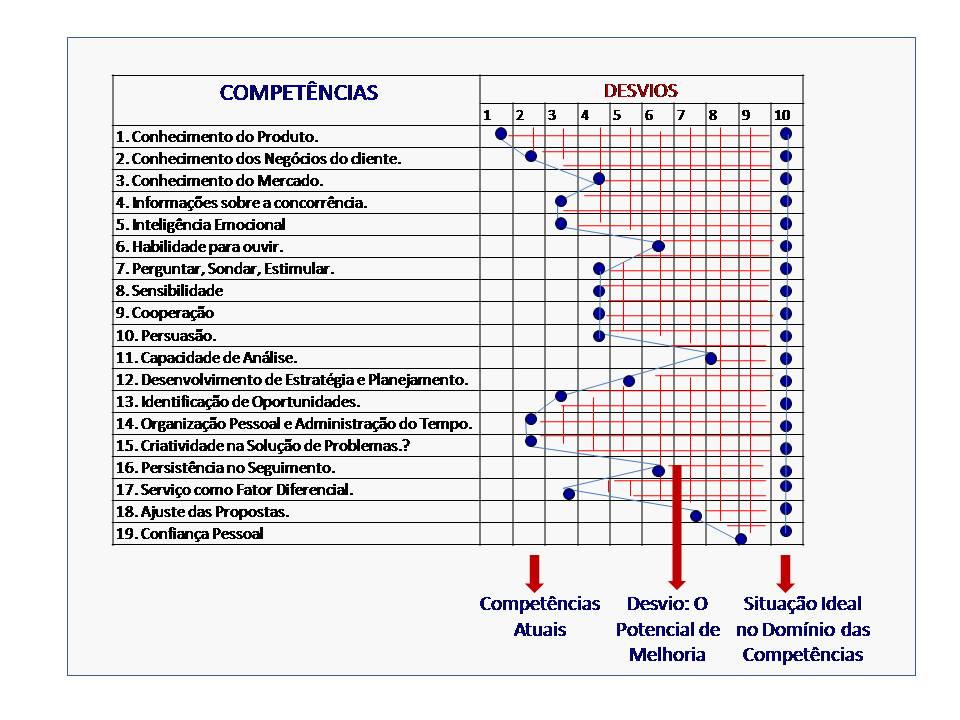 COMPETÊNCIAS
DESVIOS
1 2 3 4 5 6 7 8 9 10
1. Conhecimento do Produto.
2. Conhecimento dos Negócios do cliente.
3. Conhecimento do Mercado.
4. Informações sobre a concorrência.
5. Inteligência Emocional
6. Habilidade para ouvir.
7. Perguntar, Sondar, Estimular.
8. Sensibilidade
9. Cooperação
10. Persuasão.
11. Capacidade de Análise.
12. Desenvolvimento de Estratégia e Planejamento.
13. Identificação de Oportunidades.
14. Organização Pessoal e Administração do Tempo.
15. Criatividade na Solução de Problemas.?
16. Persistência no Seguimento.
17. Serviço como Fator Diferencial.
18. Ajuste das Propostas.
19. Confiança Pessoal
Competências
Atuais
Desvio: O
Potencial de
Melhoria
Situação Ideal
no Domínio das
Competências